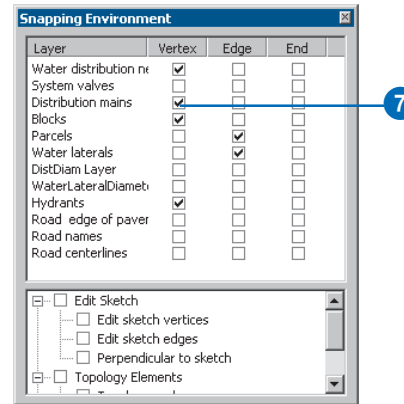 Snapping Environment
Layer Vertex Edge End
Water distribution ne
System valves
Distribution mains
7
Blocks
Parcels
Water laterals
DistDiam Layer
WaterLateralDiamet
Hydrants
Road edge of paver
Road names
Road centerlines
Edit Sketch
Edit sketch vertices
Edit sketch edges
Perpendicular to sketch
Topology Elements